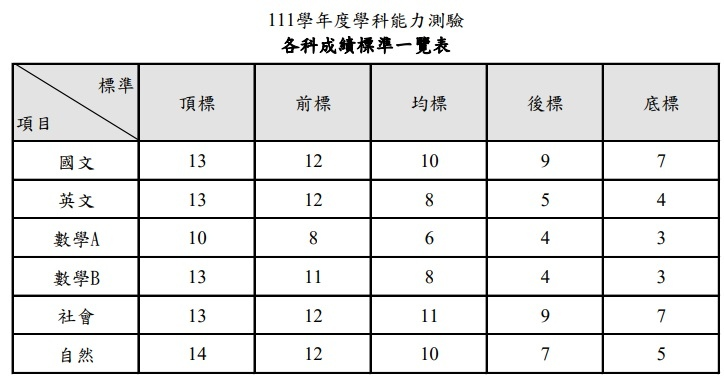 111學年度學科能力測驗
各科成績標準一覽表
標準
項目 頂標 前標 均標 後標 底標
國文 13 12 10 9 7
英文 13 12 8 5 4
數學A 10 8 6 4 3
數學B 13 11 8 4 3
社會 13 12 11 9 7
自然 14 12 10 7 5